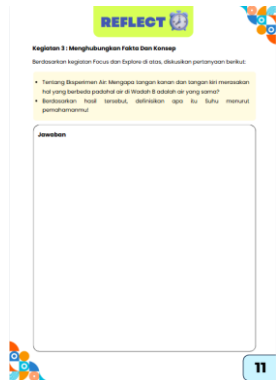 REFLECT
Kegiatan 3 : Menghubungkan Fakta Dan Konsep
Berdasarkan kegiatan Focus dan Explore di atas, diskusikan pertanyaan berikut:
• Tentang Eksperimen Air: Mengapa tangan kanan dan tangan kiri merasakan
hal yang berbeda padahal air di Wadah B adalah air yang sama?
• Berdasarkan hasil tersebut, definisikan apa itu Suhu menurut
pemahamanmu!
Jawaban
11